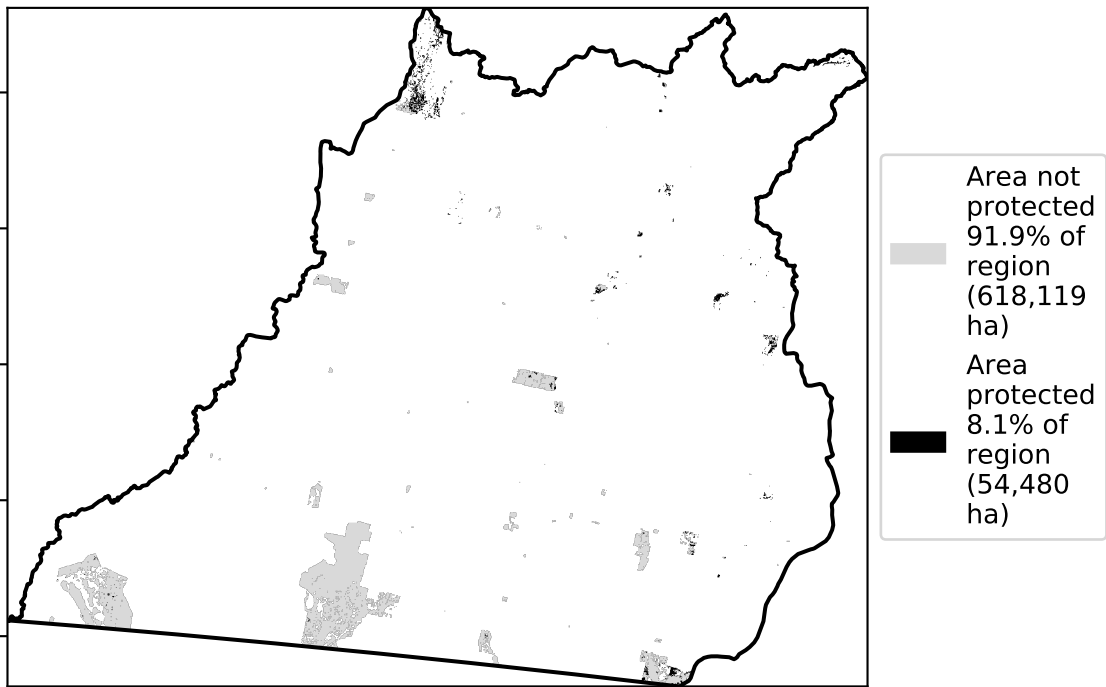 Area not
protected
91.9% of
region
(618,119
ha)
Area
protected
8.1% of
region
(54,480
ha)